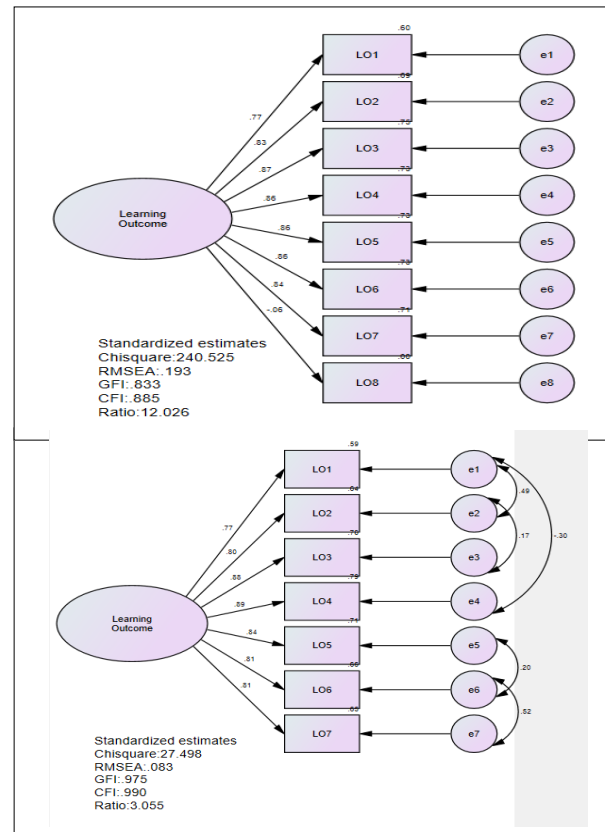 .60
LO1
e1
.69
LO2
e2
.77
.75
.83
LO3
e3
.87
.73
LO4
e4
.86
Learning
Outcome
.73
LO5
e5
.86
.86
.73
LO6
e6
.84
.71
LO7
e7
-.06
.00
LO8
e8
Standardized estimates
Chisquare:240.525
RMSEA:.193
GFI:.833
CFI:.885
Ratio:12.026
.59
LO1
e1
.49
.64
LO2
e2
.77
.17
-.30
.80
LO3
e3
.88
.79
LO4
e4
.89
Learning
Outcome
.71
LO5
e5
.84
.20
.81
LO6
e6
.52
.81
LO7
e7
Standardized estimates
Chisquare:27.498
RMSEA:.083
GFI:.975
CFI:.990
Ratio:3.055